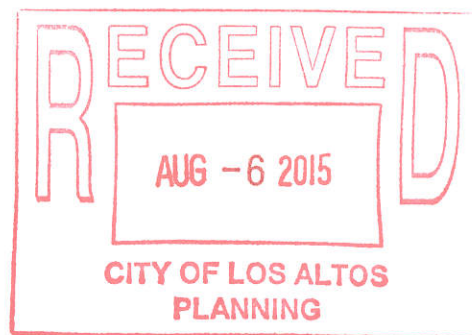 RECEIVED
AUG -6 2015
CITY OF LOS ALTOS
PLANNING